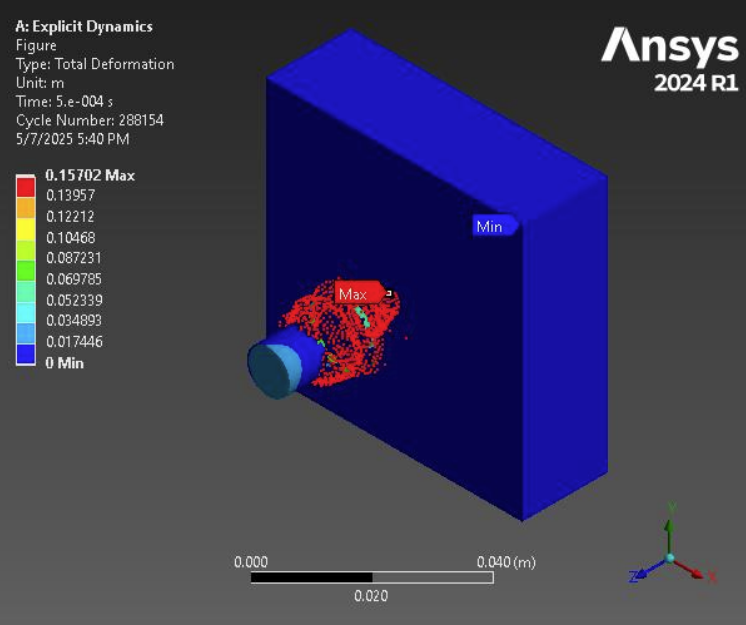 A: Explicit Dynamics
Figure
Type: Total Deformation
Unit: m
Time: 5.e-004 s
Cycle Number: 288154
5/7/2025 5:40 PM
0.15702 Max
0.13957
0.12212
0.10468
0.087231
0.069785
0.052339
0.034893
0.017446
0 Min
Ansys
2024 R1
Min
Max
0.000
0.040 (m)
0.020
Y
Z
X